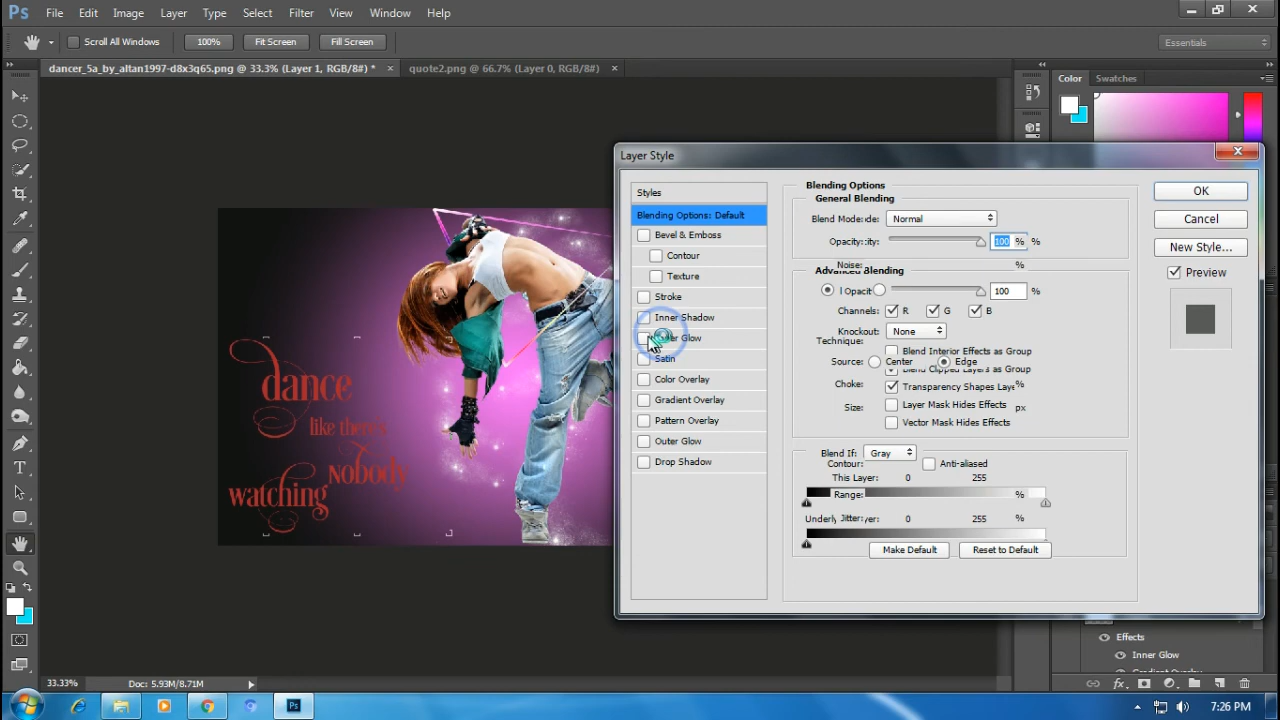 Ps File Edit Image Layer Type Select Filter View Window Help
Scroll All Windows 100% Fit Screen Fill Screen Essentials
dancer_5a_by_altan1997-d8x3q65.png @ 33.3% (Layer 1, RGB/8#) * × quote2.png @ 66.7% (Layer 0, RGB/8#) ×
Color Swatches
Layer Style
Styles
Blending Options: Default
Bevel & Emboss
Contour
Texture
Stroke
Inner Shadow
Glow
Satin
Color Overlay
Gradient Overlay
Pattern Overlay
Outer Glow
Drop Shadow
Blending Options
General Blending
Blend Mode: Normal
Opacity: 100 %
Noise: %
Advanced Blending
Opacity 100 %
Channels: R G B
Knockout: None
Technique:
Blend Interior Effects as Group
Source: Center Edge
Blend Clipped Layers as Group
Choke: %
Transparency Shapes Laye
Size: px
Layer Mask Hides Effects
Vector Mask Hides Effects
Blend If: Gray
Contour: Anti-aliased
This Layer: 0 255
Range: %
Jitter: 0 255 %
Make Default Reset to Default
OK
Cancel
New Style...
Preview
dance
like there's
nobody
watching
Effects
Inner Glow
Gradient Overlay
33.33% Doc: 5.93M/8.71M
fx
Ps
7:26 PM